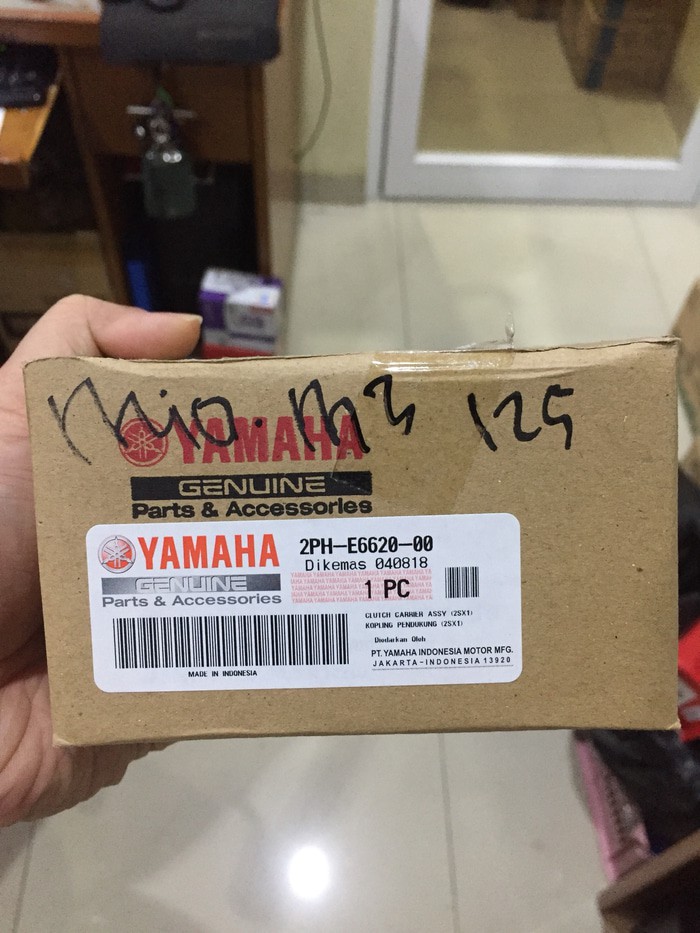 Mio. M3 125
YAMAHA
GENUINE
Parts & Accessories
YAMAHA
GENUINE
Parts & Accessories
2PH-E6620-00
Dikemas 040818
1 PC
CLUTCH CARRIER ASSY (2SX1)
KOPLING PENDUKUNG (2SX1)
Diedarkan Oleh
PT. YAMAHA INDONESIA MOTOR MFG.
JAKARTA-INDONESIA 13920
MADE IN INDONESIA